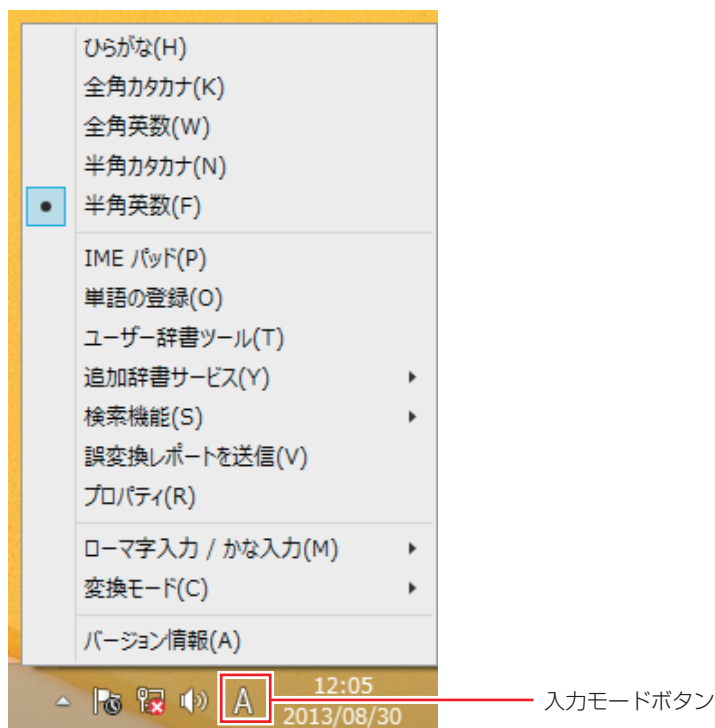 ひらがな(H)
全角カタカナ(K)
全角英数(W)
半角カタカナ(N)
半角英数(F)
IME パッド(P)
単語の登録(O)
ユーザー辞書ツール(T)
追加辞書サービス(Y)
検索機能(S)
誤変換レポートを送信(V)
プロパティ(R)
ローマ字入力 / かな入力(M)
変換モード(C)
バージョン情報(A)
A
12:05
2013/08/30
入力モードボタン